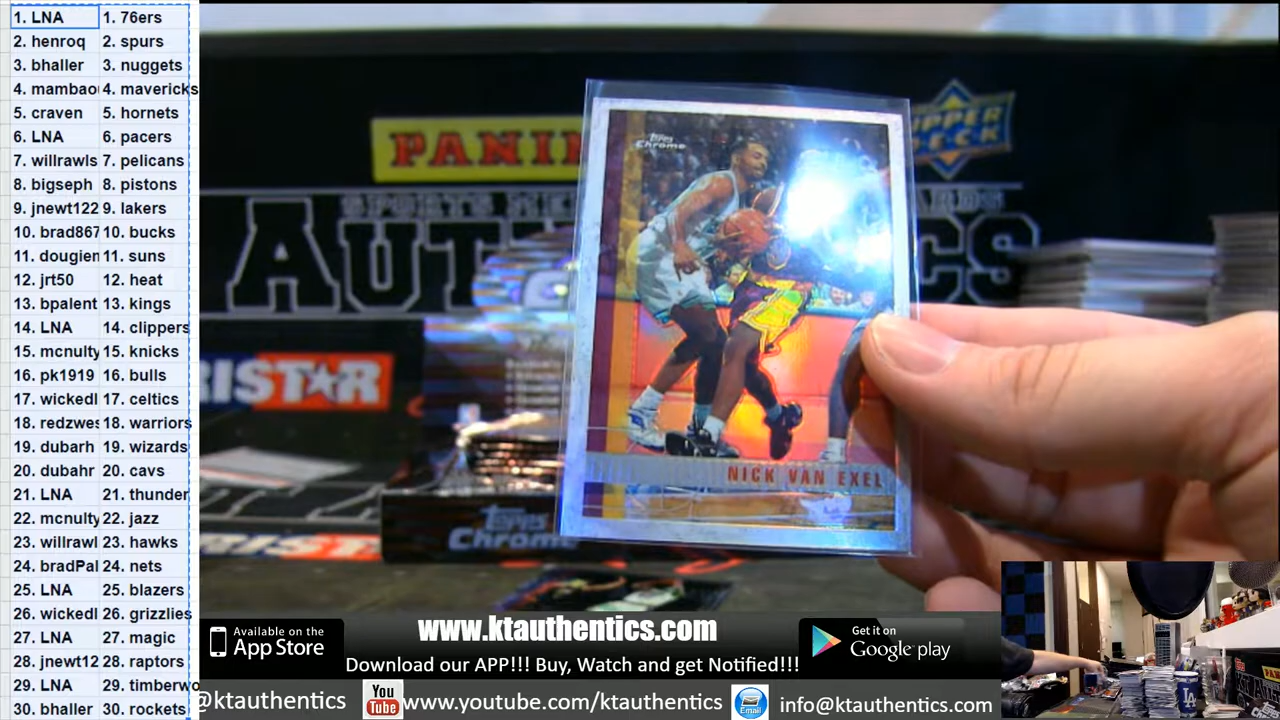 1. LNA 1. 76ers
2. henroq 2. spurs
3. bhaller 3. nuggets
4. mambao 4. mavericks
5. craven 5. hornets
6. LNA 6. pacers
7. willrawls 7. pelicans
8. bigseph 8. pistons
9. jnewt122 9. lakers
10. brad867 10. bucks
11. dougien 11. suns
12. jrt50 12. heat
13. bpalent 13. kings
14. LNA 14. clippers
15. mcnulty 15. knicks
16. pk1919 16. bulls
17. wickedl 17. celtics
18. redzwes 18. warriors
19. dubarh 19. wizards
20. dubahr 20. cavs
21. LNA 21. thunder
22. mcnulty 22. jazz
23. willrawl 23. hawks
24. bradPal 24. nets
25. LNA 25. blazers
26. wickedl 26. grizzlies
27. LNA 27. magic
28. jnewt12 28. raptors
29. LNA 29. timberwo
30. bhaller 30. rockets
PANINI
UPPER DECK
Topps Chrome
RISTAR
NICK VAN EXEL
Topps Chrome
RISTAR
www.ktauthentics.com
Available on the App Store
Get it on Google play
Download our APP!!! Buy, Watch and get Notified!!!
@ktauthentics
You Tube
www.youtube.com/ktauthentics
Email
info@ktauthentics.com
LA